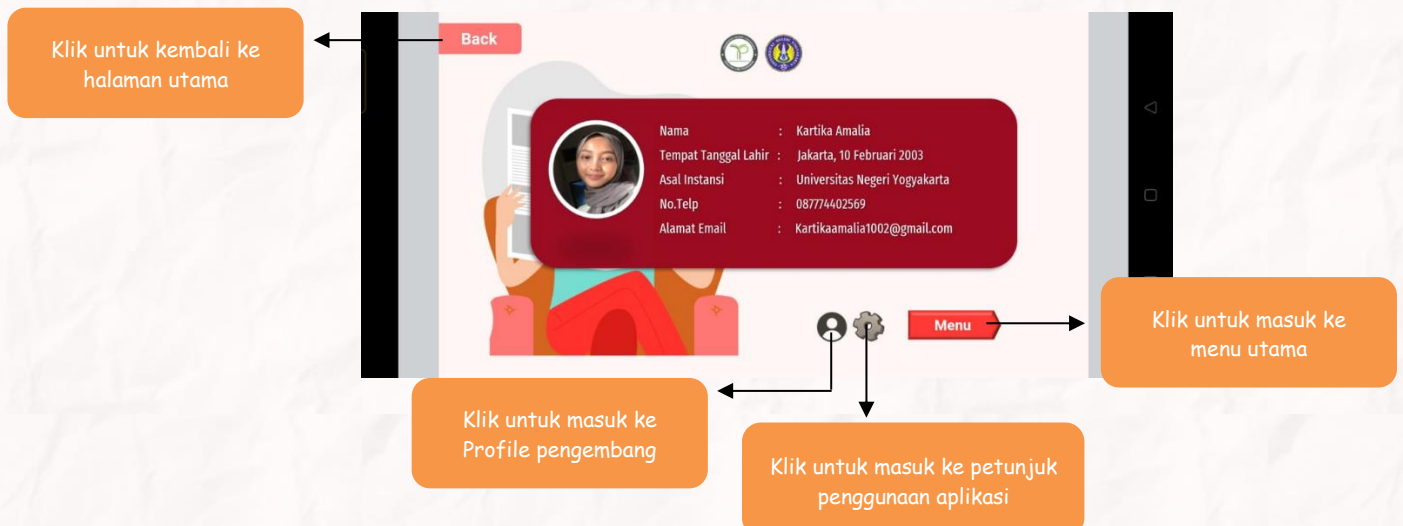 Klik untuk kembali ke
halaman utama
Back
Nama : Kartika Amalia
Tempat Tanggal Lahir : Jakarta, 10 Februari 2003
Asal Instansi : Universitas Negeri Yogyakarta
No.Telp : 087774402569
Alamat Email : Kartikaamalia1002@gmail.com
Menu
Klik untuk masuk ke
menu utama
Klik untuk masuk ke
Profile pengembang
Klik untuk masuk ke petunjuk
penggunaan aplikasi